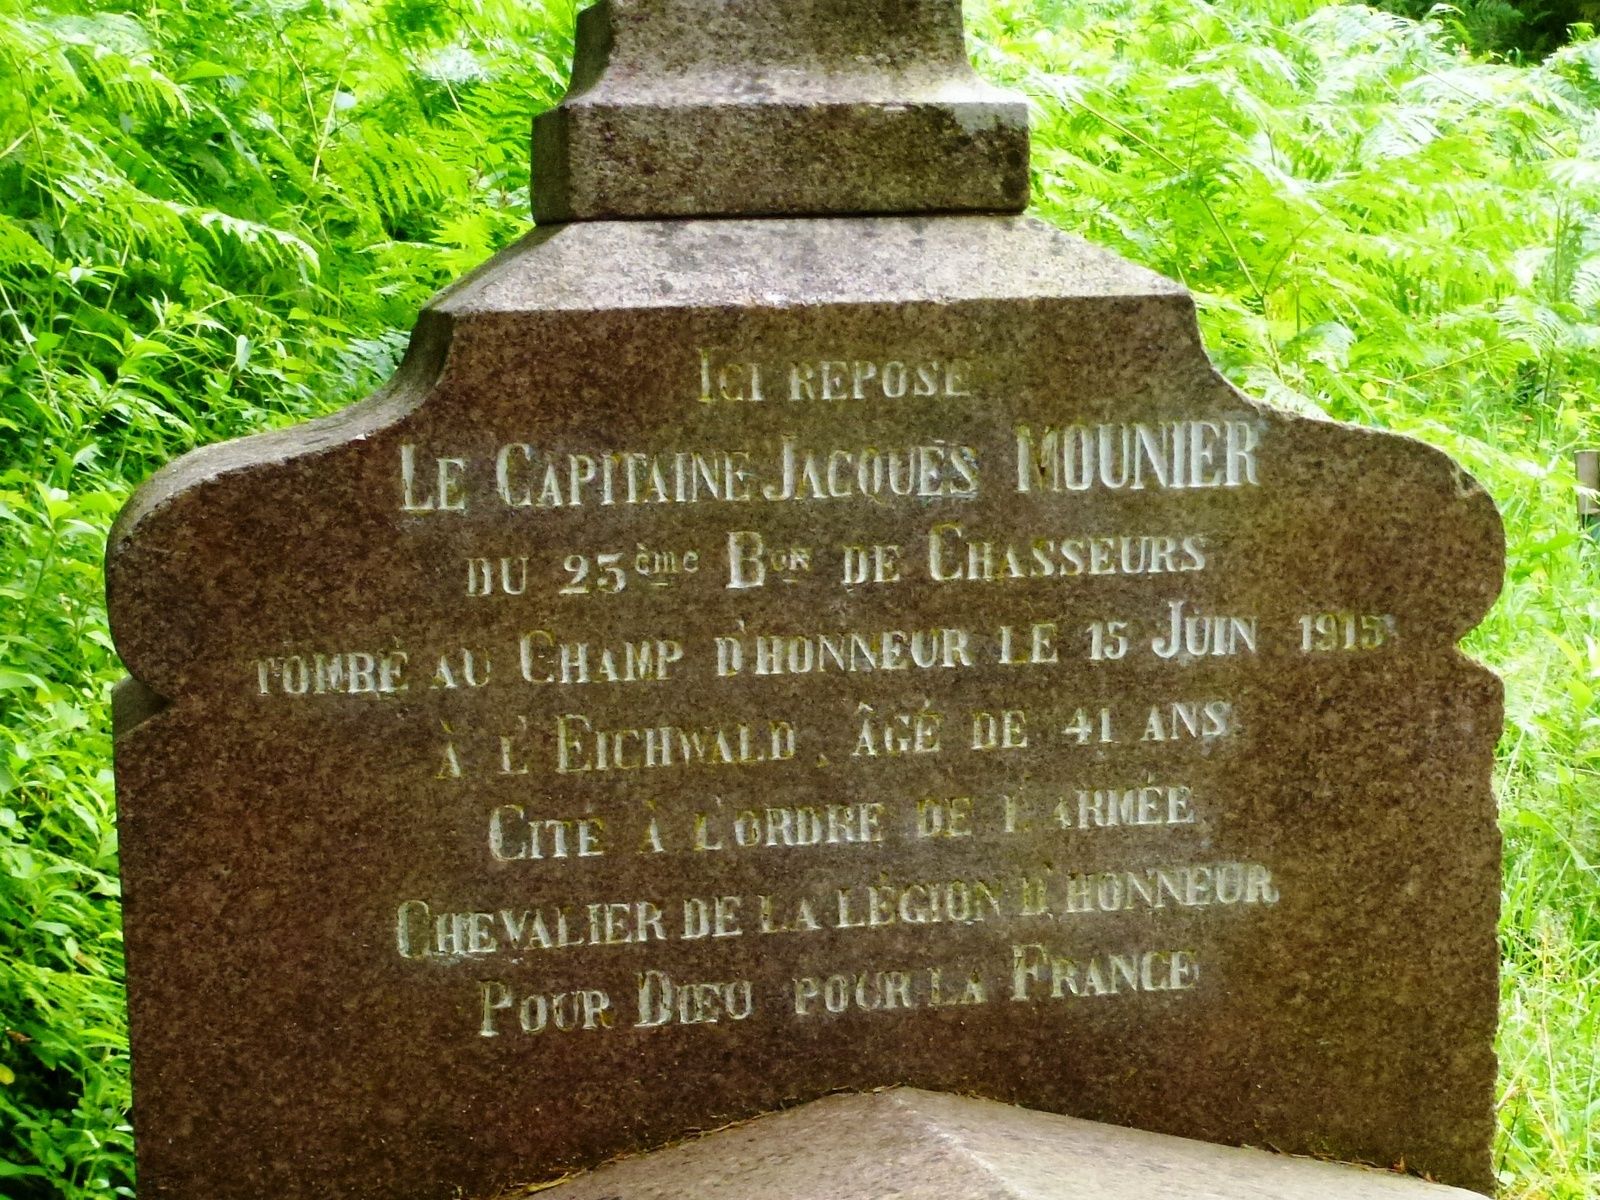 Ici repose
Le Capitaine Jacques MOUNIER
du 23ème Bon de Chasseurs
tombé au Champ d'honneur le 15 Juin 1915
à l'Eichwald, âgé de 41 ans
Cité à l'ordre de l'armée
Chevalier de la Légion d'honneur
Pour Dieu pour la France